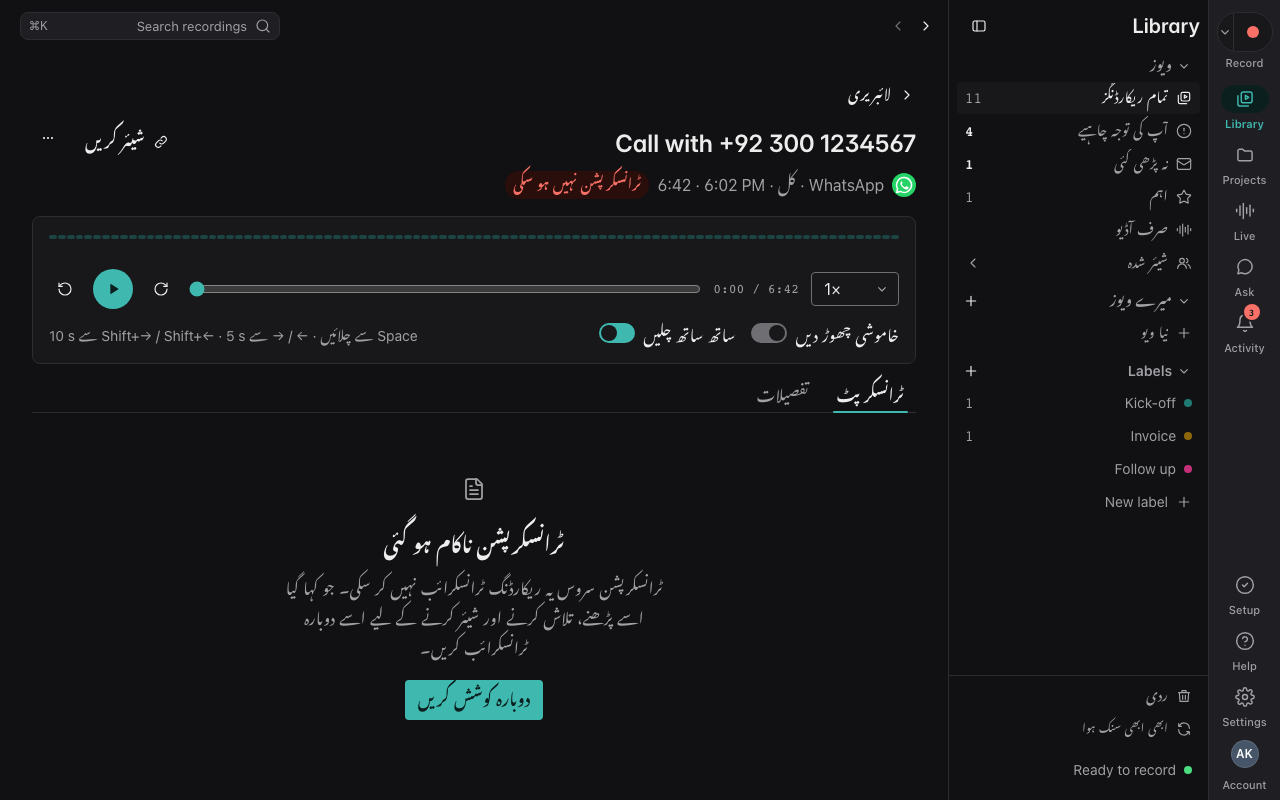 Search recordings
⌘K
Library
ویوز
تمام ریکارڈنگز
11
آپ کی توجہ چاہیے
4
نہ پڑھی گئی
1
اہم
1
صرف آڈیو
شیئر شدہ
میرے ویوز
نیا ویو
Labels
Kick-off
1
Invoice
1
Follow up
New label
ردی
ابھی ابھی سنک ہوا
Ready to record
Record
Library
Projects
Live
Ask
3
Activity
Setup
Help
Settings
AK
Account
لائبریری
Call with +92 300 1234567
شیئر کریں
WhatsApp · کل · 6:02 PM · 6:42
ٹرانسکرپشن نہیں ہو سکی
0:00 / 6:42
1×
خاموشی چھوڑ دیں
ساتھ ساتھ چلیں
Space سے چلائیں · ← / → سے 5 s · Shift+← / Shift+→ سے 10 s
ٹرانسکرپٹ
تفصیلات
ٹرانسکرپشن ناکام ہو گئی
ٹرانسکرپشن سروس یہ ریکارڈنگ ٹرانسکرائب نہیں کر سکی۔ جو کہا گیا
اسے پڑھنے، تلاش کرنے اور شیئر کرنے کے لیے اسے دوبارہ
ٹرانسکرائب کریں۔
دوبارہ کوشش کریں